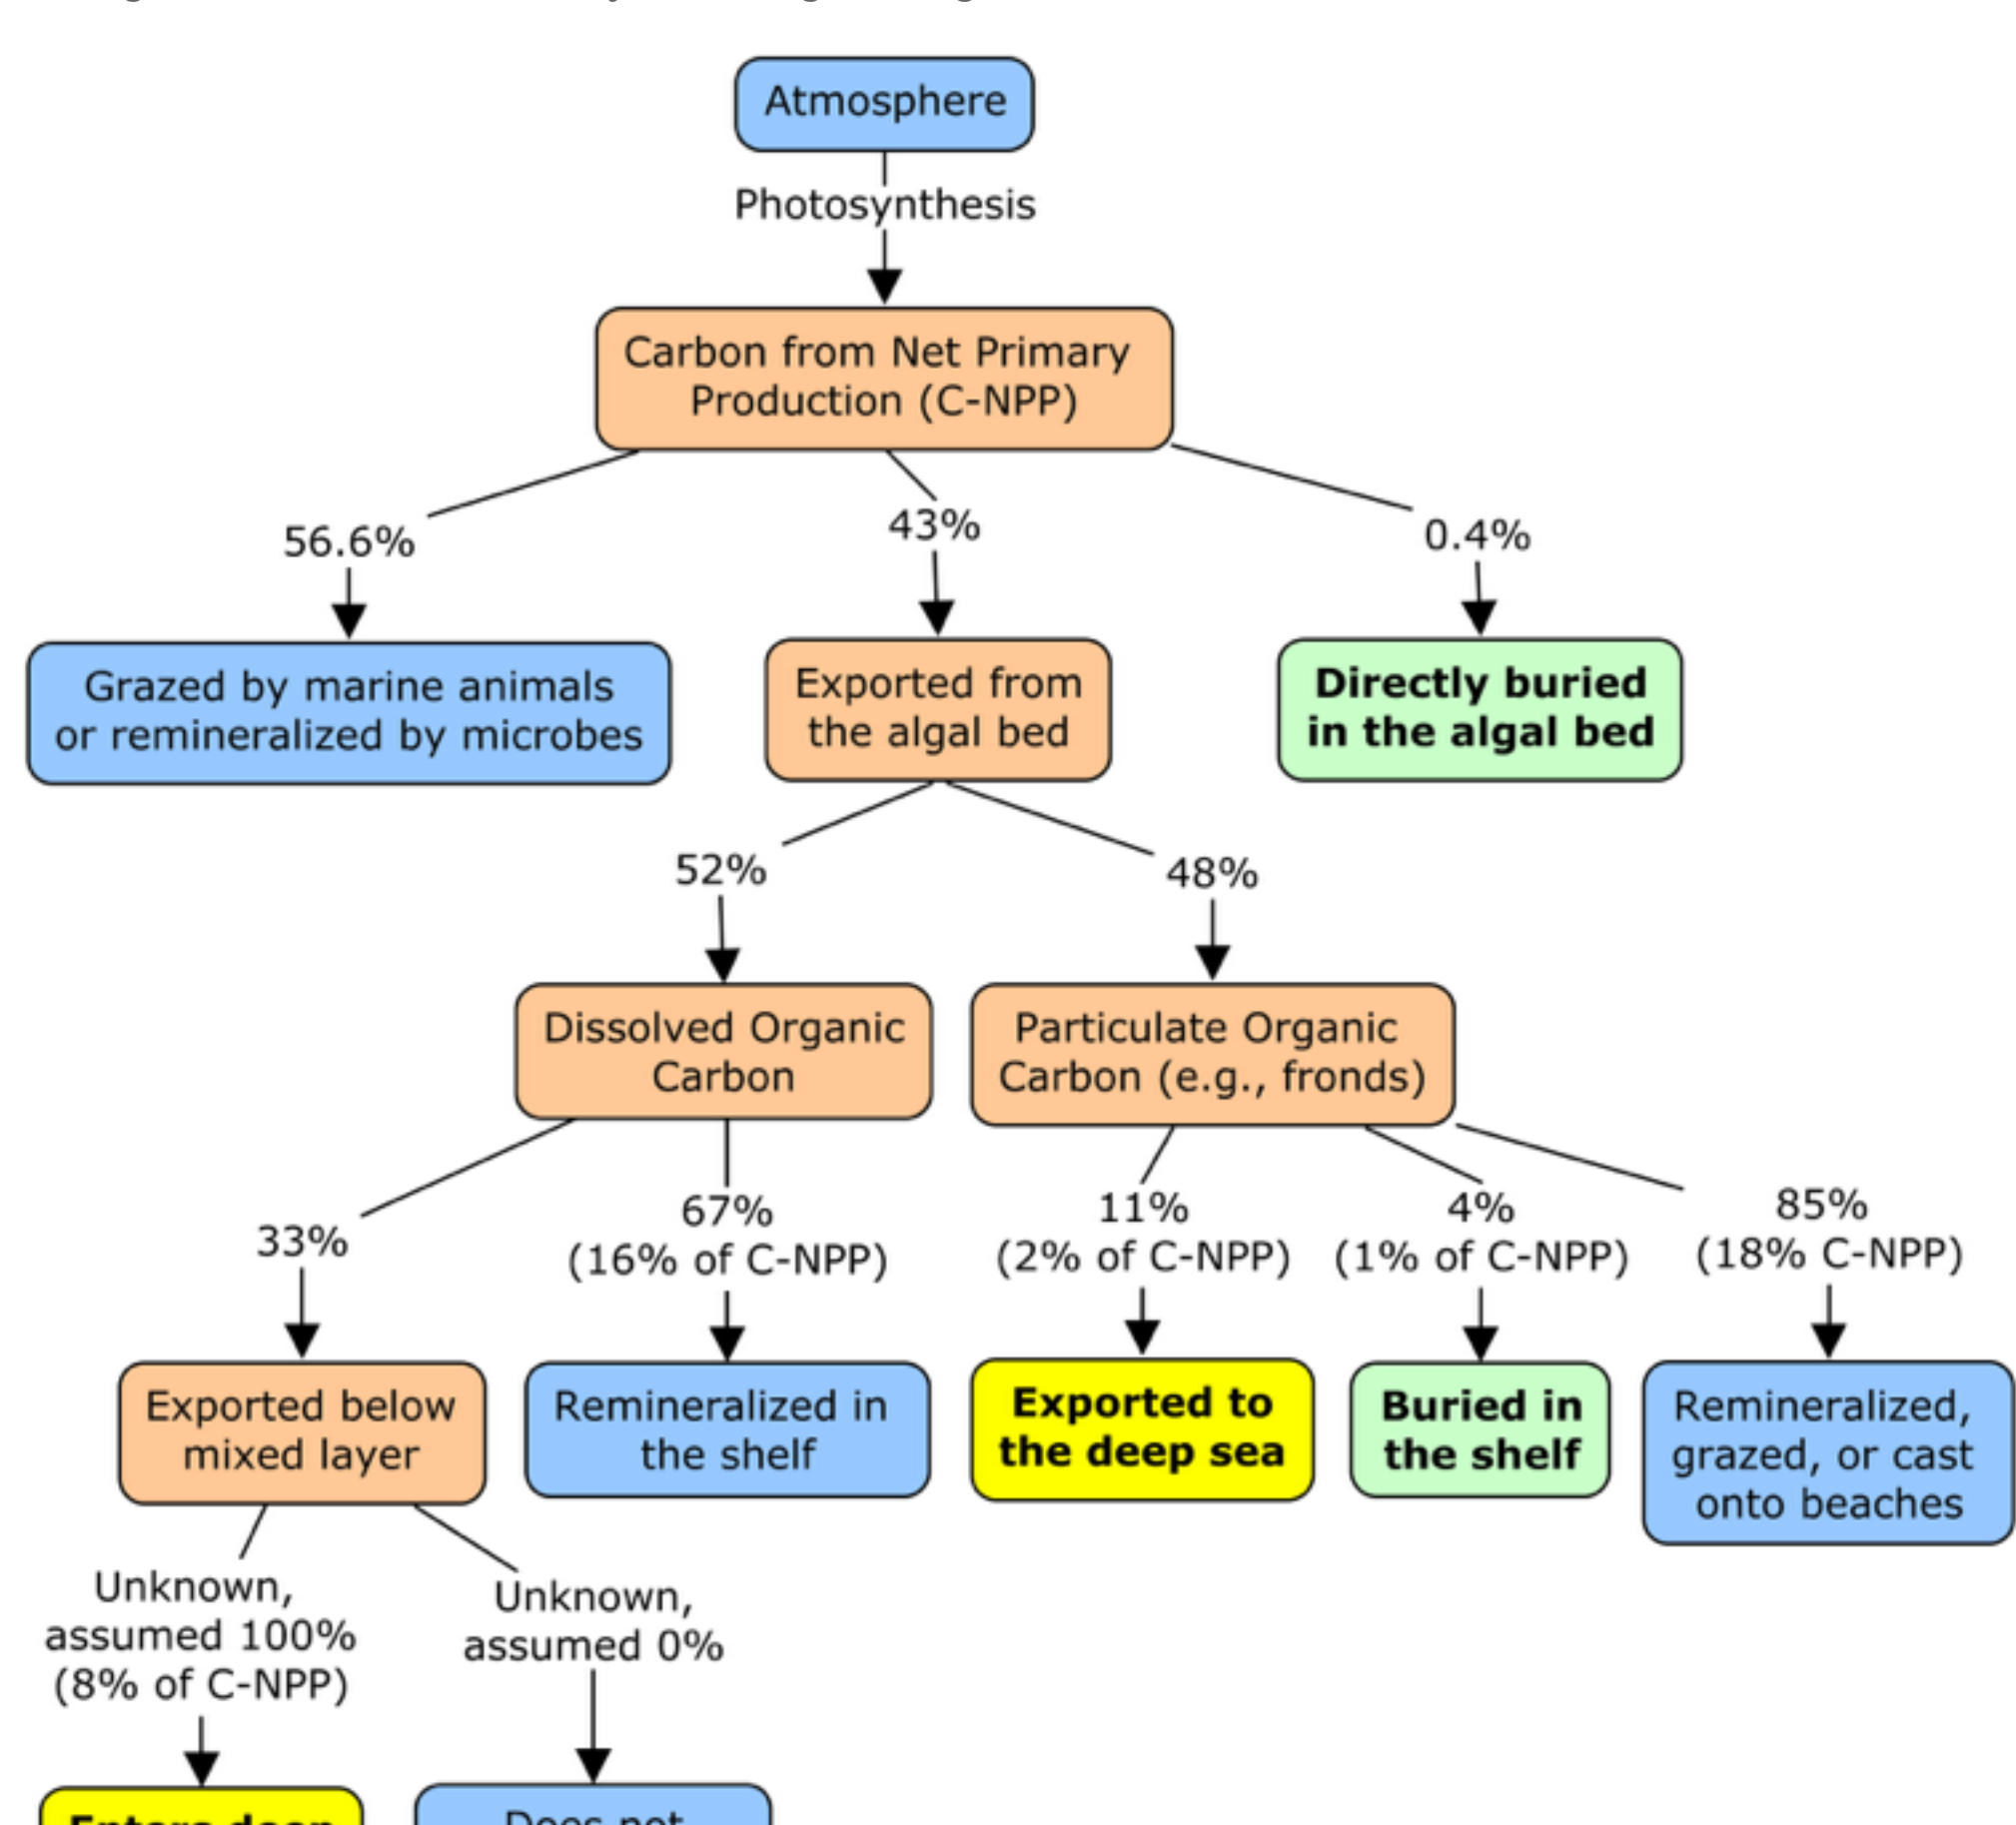 Atmosphere
Photosynthesis
Carbon from Net Primary
Production (C-NPP)
56.6%
43%
0.4%
Grazed by marine animals
or remineralized by microbes
Exported from
the algal bed
Directly buried
in the algal bed
52%
48%
Dissolved Organic
Carbon
Particulate Organic
Carbon (e.g., fronds)
33%
67%
(16% of C-NPP)
11%
(2% of C-NPP)
4%
(1% of C-NPP)
85%
(18% C-NPP)
Exported below
mixed layer
Remineralized in
the shelf
Exported to
the deep sea
Buried in
the shelf
Remineralized,
grazed, or cast
onto beaches
Unknown,
assumed 100%
(8% of C-NPP)
Unknown,
assumed 0%
Enters deep
Does not